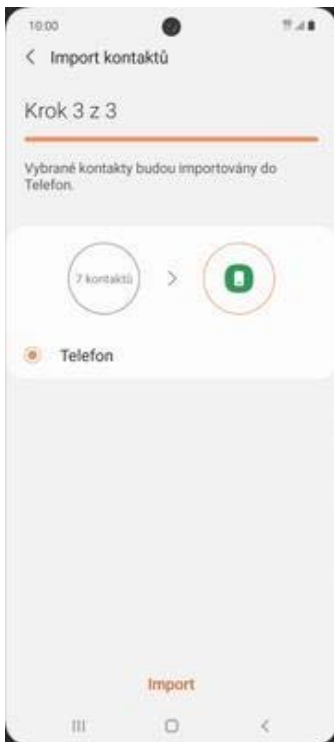 10:00
Import kontaktů
Krok 3 z 3
Vybrané kontakty budou importovány do
Telefon.
7 kontaktů
Telefon
Import